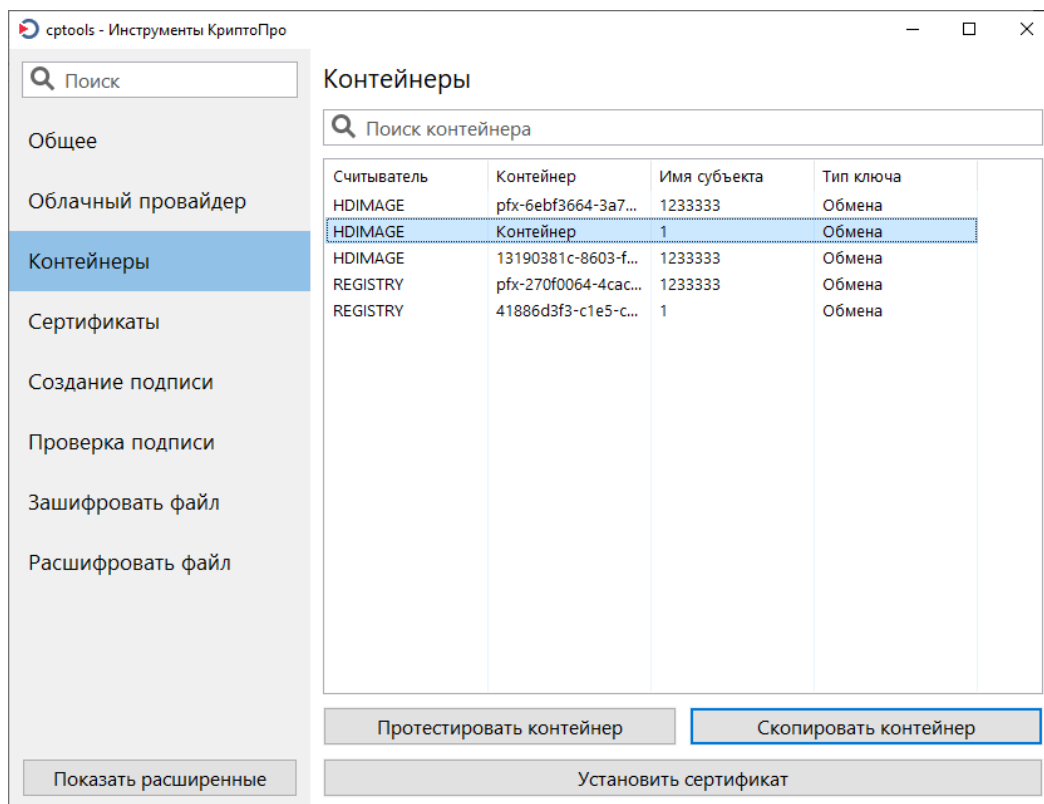 cptools - Инструменты КриптоПро
Поиск
Общее
Облачный провайдер
Контейнеры
Сертификаты
Создание подписи
Проверка подписи
Зашифровать файл
Расшифровать файл
Показать расширенные
Контейнеры
Поиск контейнера
Считыватель Контейнер Имя субъекта Тип ключа
HDIMAGE pfx-6ebf3664-3a7... 1233333 Обмена
HDIMAGE Контейнер 1 Обмена
HDIMAGE 13190381c-8603-f... 1233333 Обмена
REGISTRY pfx-270f0064-4cac... 1233333 Обмена
REGISTRY 41886d3f3-c1e5-c... 1 Обмена
Протестировать контейнер Скопировать контейнер
Установить сертификат